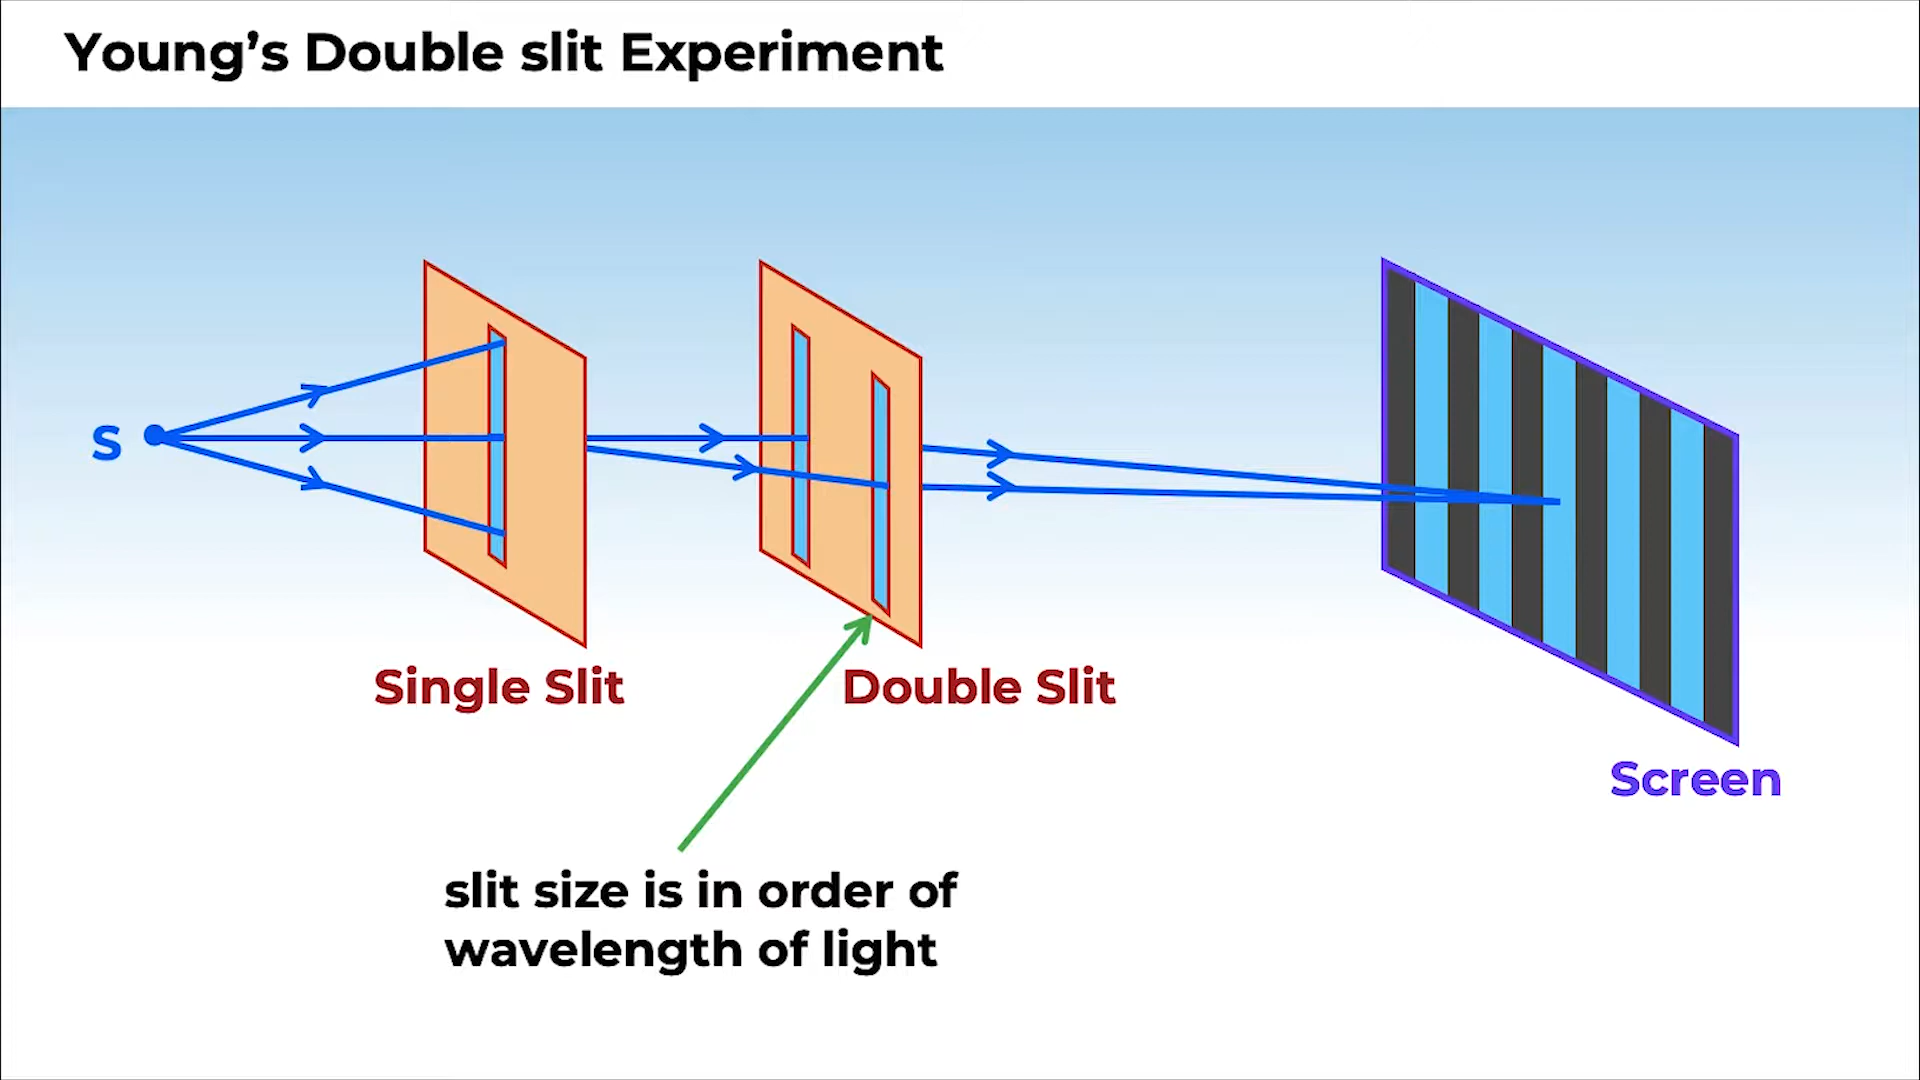 Young’s Double slit Experiment
S
Single Slit
Double Slit
Screen
slit size is in order of
wavelength of light